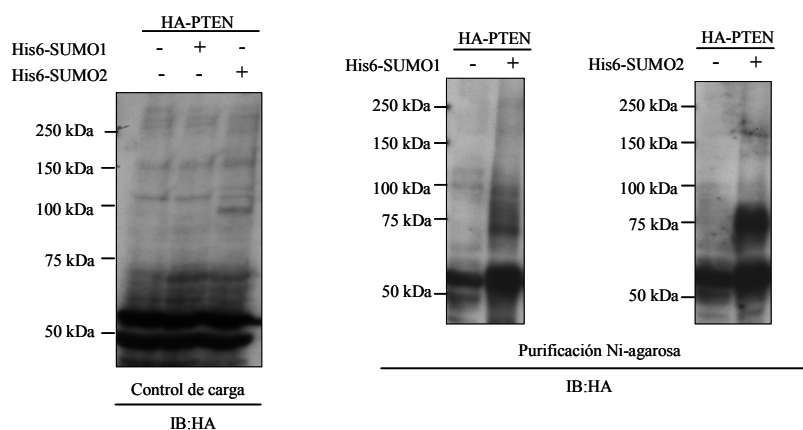 HA-PTEN
His6-SUMO1 - + -
His6-SUMO2 - - +
250 kDa
150 kDa
100 kDa
75 kDa
50 kDa
Control de carga
IB:HA
HA-PTEN
His6-SUMO1 - +
250 kDa
150 kDa
100 kDa
75 kDa
50 kDa
HA-PTEN
His6-SUMO2 - +
250 kDa
150 kDa
100 kDa
75 kDa
50 kDa
Purificación Ni-agarosa
IB:HA